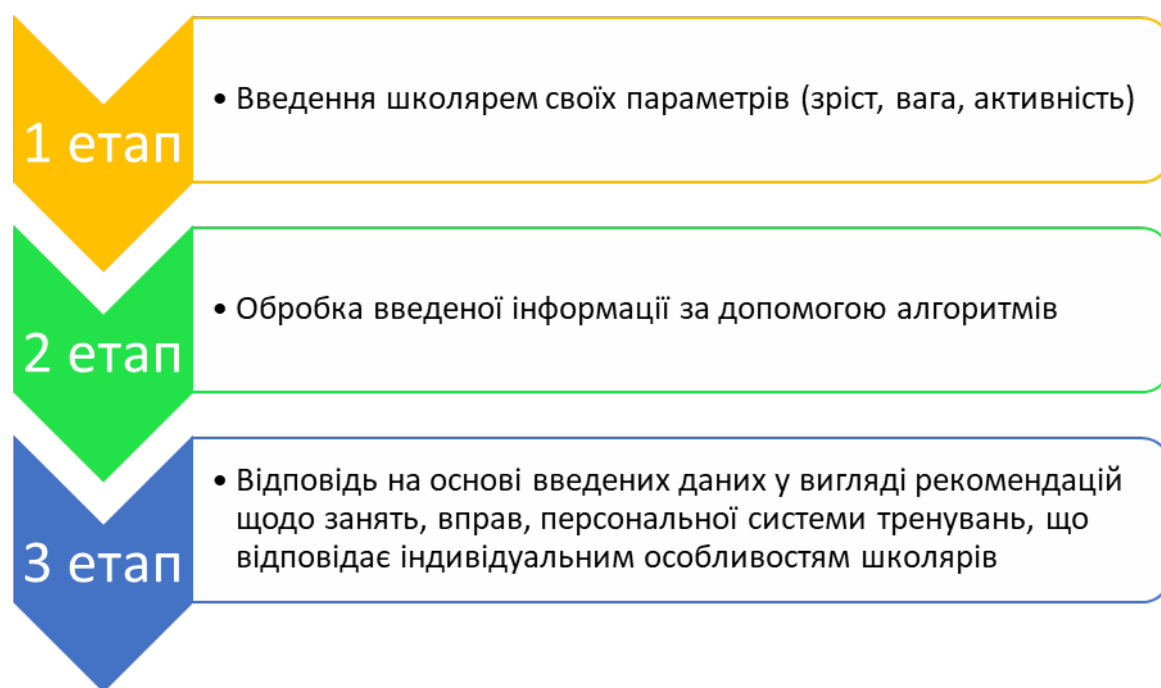 1 етап
• Введення школярем своїх параметрів (зріст, вага, активність)
2 етап
• Обробка введеної інформації за допомогою алгоритмів
3 етап
• Відповідь на основі введених даних у вигляді рекомендацій
щодо занять, вправ, персональної системи тренувань, що
відповідає індивідуальним особливостям школярів